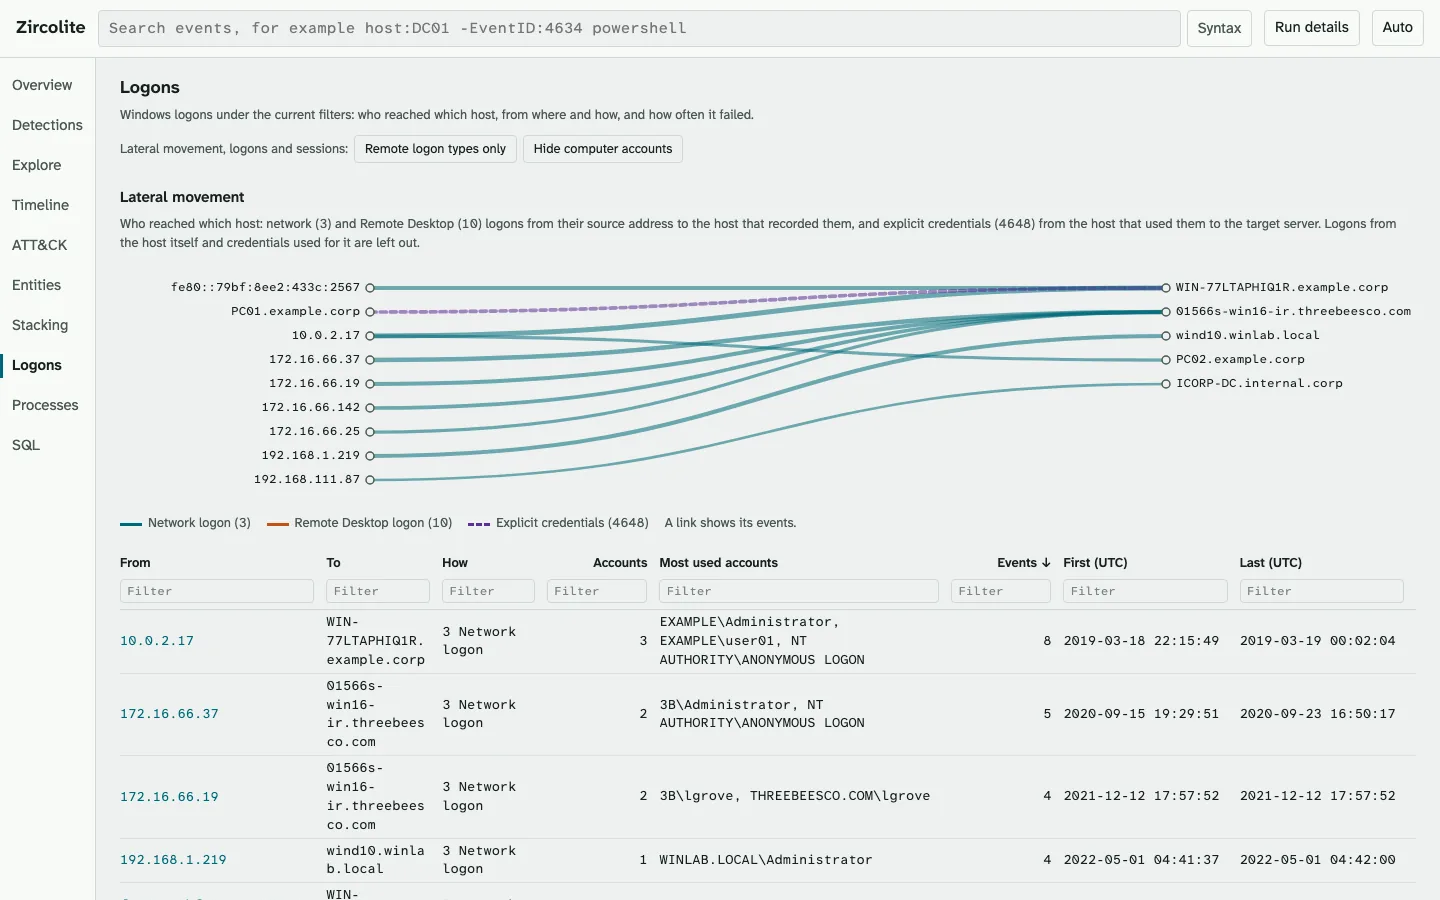 Zircolite
Search events, for example host:DC01 -EventID:4634 powershell
Syntax
Run details
Auto
Overview
Detections
Explore
Timeline
ATT&CK
Entities
Stacking
Logons
Processes
SQL
Logons
Windows logons under the current filters: who reached which host, from where and how, and how often it failed.
Lateral movement, logons and sessions:
Remote logon types only
Hide computer accounts
Lateral movement
Who reached which host: network (3) and Remote Desktop (10) logons from their source address to the host that recorded them, and explicit credentials (4648) from the host that used them to the target server. Logons from
the host itself and credentials used for it are left out.
fe80::79bf:8ee2:433c:2567
PC01.example.corp
10.0.2.17
172.16.66.37
172.16.66.19
172.16.66.142
172.16.66.25
192.168.1.219
192.168.111.87
WIN-77LTAPHIQ1R.example.corp
01566s-win16-ir.threebeesco.com
wind10.winlab.local
PC02.example.corp
ICORP-DC.internal.corp
Network logon (3)
Remote Desktop logon (10)
Explicit credentials (4648)
A link shows its events.
From
To
How
Accounts
Most used accounts
Events ↓
First (UTC)
Last (UTC)
Filter
Filter
Filter
Filter
Filter
Filter
Filter
Filter
10.0.2.17
WIN-
77LTAPHIQ1R.
example.corp
3 Network
logon
3
EXAMPLE\Administrator,
EXAMPLE\user01, NT
AUTHORITY\ANONYMOUS LOGON
8
2019-03-18 22:15:49
2019-03-19 00:02:04
172.16.66.37
01566s-
win16-
ir.threebees
co.com
3 Network
logon
2
3B\Administrator, NT
AUTHORITY\ANONYMOUS LOGON
5
2020-09-15 19:29:51
2020-09-23 16:50:17
172.16.66.19
01566s-
win16-
ir.threebees
co.com
3 Network
logon
2
3B\lgrove, THREEBEESCO.COM\lgrove
4
2021-12-12 17:57:52
2021-12-12 17:57:52
192.168.1.219
wind10.winla
b.local
3 Network
logon
1
WINLAB.LOCAL\Administrator
4
2022-05-01 04:41:37
2022-05-01 04:42:00
WIN-